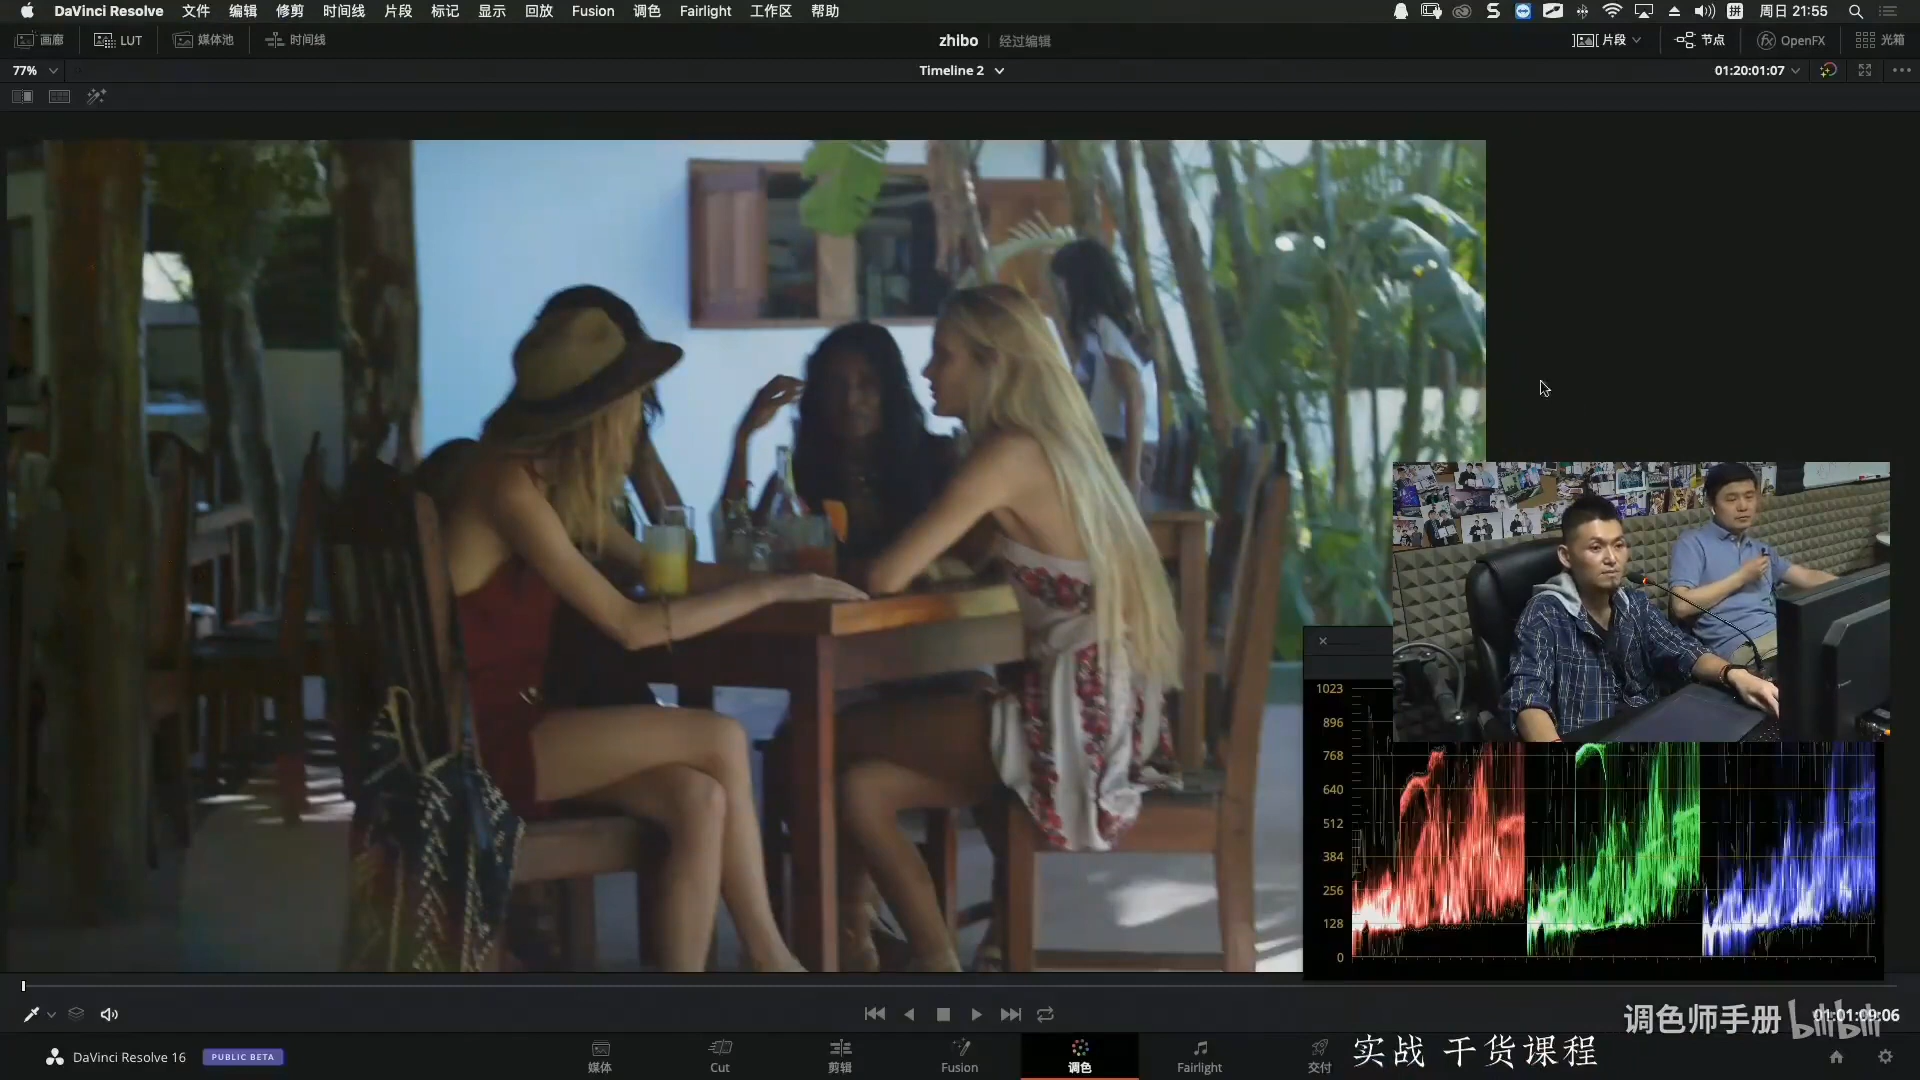 DaVinci Resolve 文件 编辑 修剪 时间线 片段 标记 显示 回放 Fusion 调色 Fairlight 工作区 帮助 周日 21:55
画廊 LUT 媒体池 时间线 zhibo 经过编辑 片段 节点 OpenFX 光箱
77% Timeline 2 01:20:01:07
1023
896
768
640
512
384
256
128
0
调色师手册 bilibili 01:01:09:06
DaVinci Resolve 16 PUBLIC BETA 媒体 Cut 剪辑 Fusion 调色 Fairlight 交付 实战 干货课程